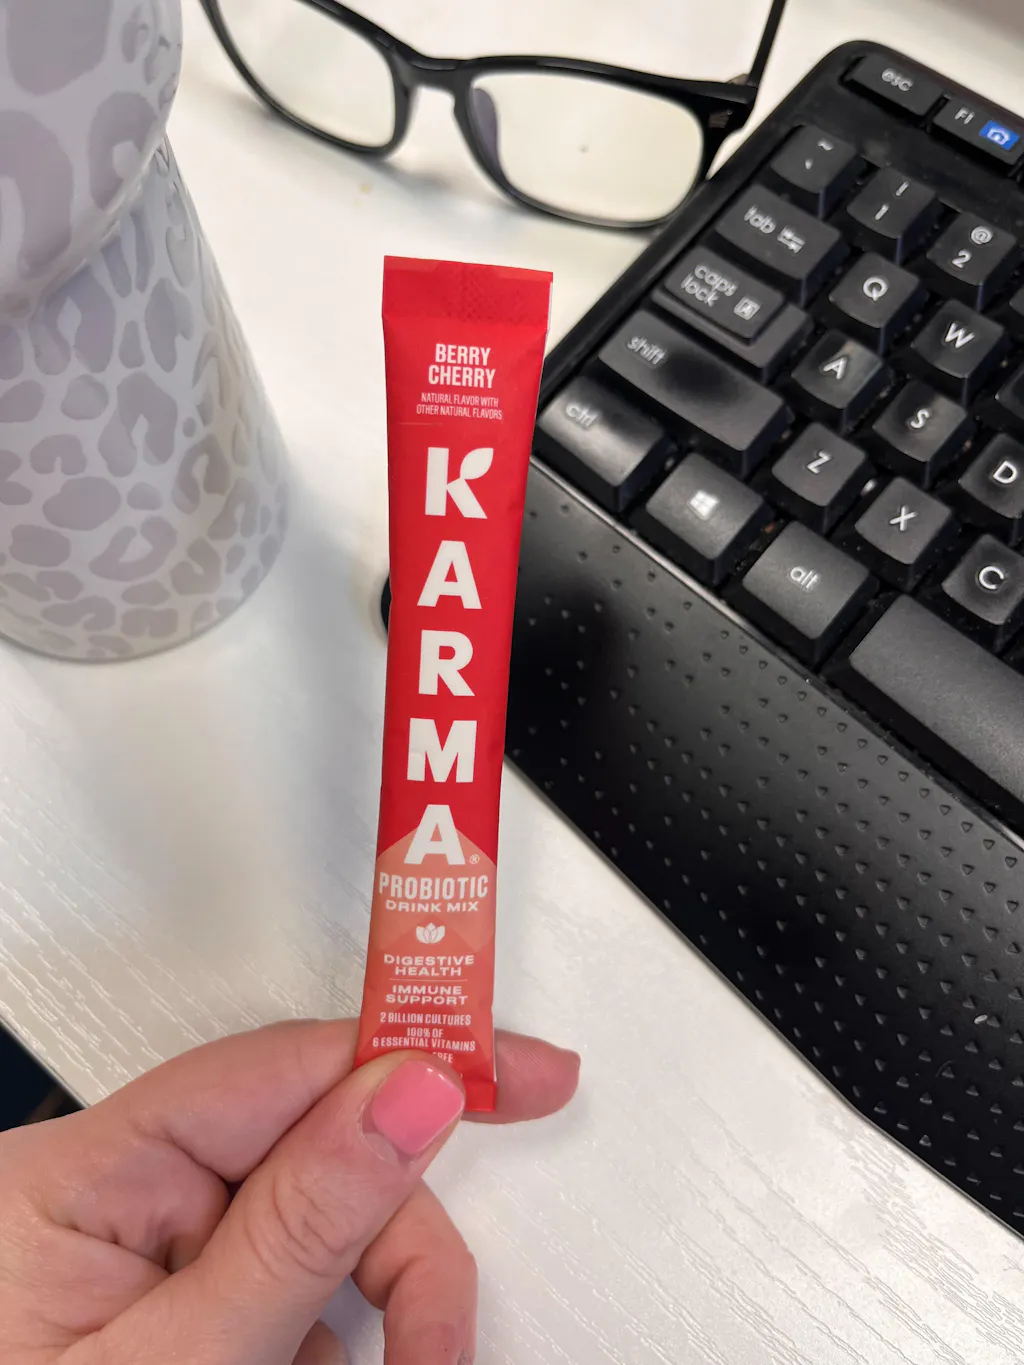 BERRY
CHERRY
NATURAL FLAVOR WITH
OTHER NATURAL FLAVORS
KARMA®
PROBIOTIC
DRINK MIX
DIGESTIVE
HEALTH
IMMUNE
SUPPORT
2 BILLION CULTURES
100% OF
6 ESSENTIAL VITAMINS
FREE
esc
F1
~
`
!
1
@
2
tab
Q
W
caps
lock
A
A
S
D
shift
Z
X
C
ctrl
alt